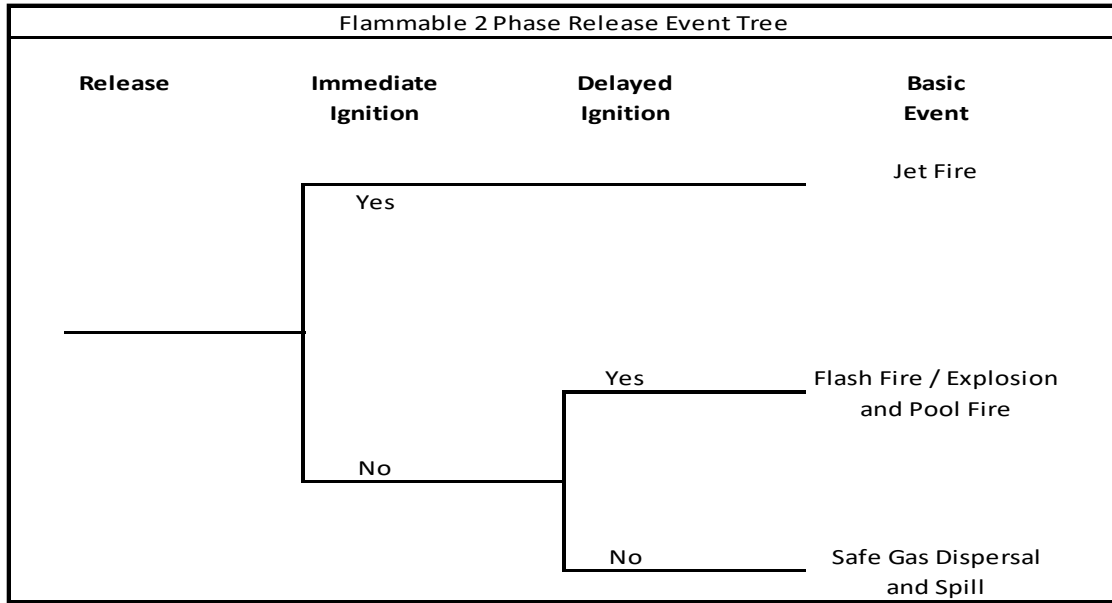 Flammable 2 Phase Release Event Tree
Release
Immediate
Ignition
Delayed
Ignition
Basic
Event
Jet Fire
Yes
Yes
Flash Fire / Explosion
and Pool Fire
No
No
Safe Gas Dispersal
and Spill